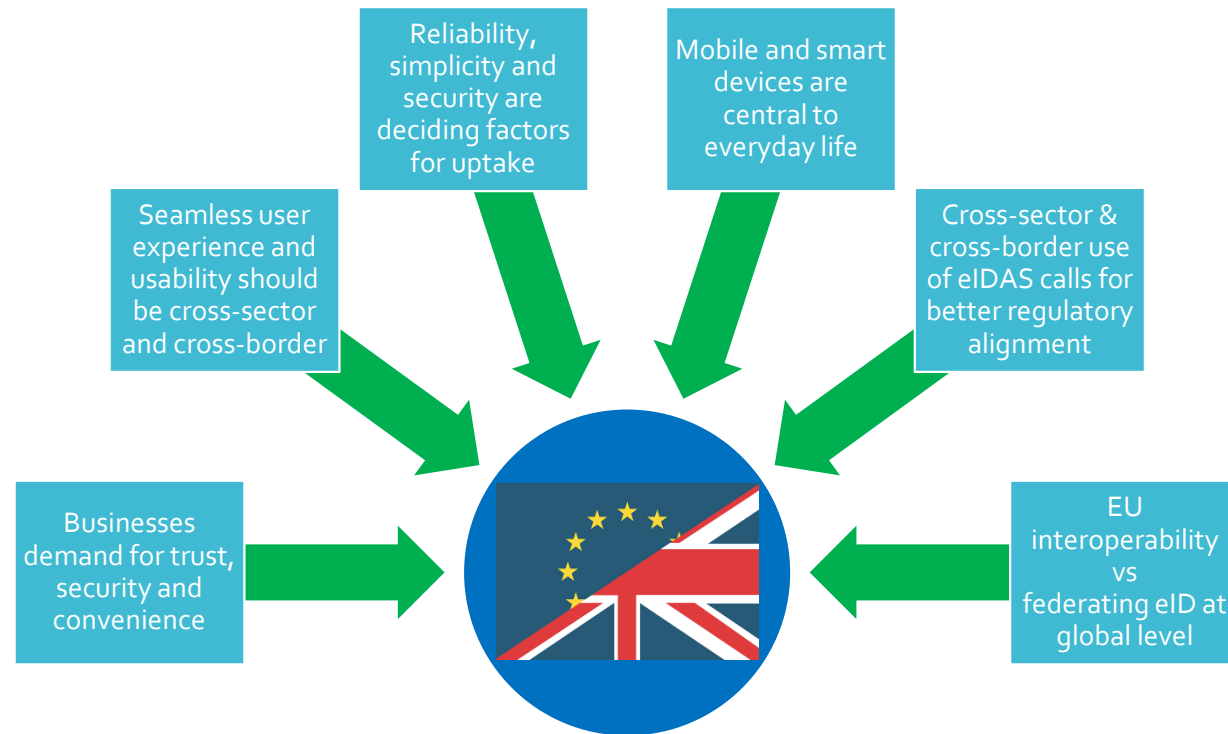 Businesses
demand for trust,
security and
convenience
Seamless user
experience and
usability should
be cross-sector
and cross-border
Reliability,
simplicity and
security are
deciding factors
for uptake
Mobile and smart
devices are
central to
everyday life
Cross-sector &
cross-border use
of eIDAS calls for
better regulatory
alignment
EU
interoperability
vs
federating eID at
global level